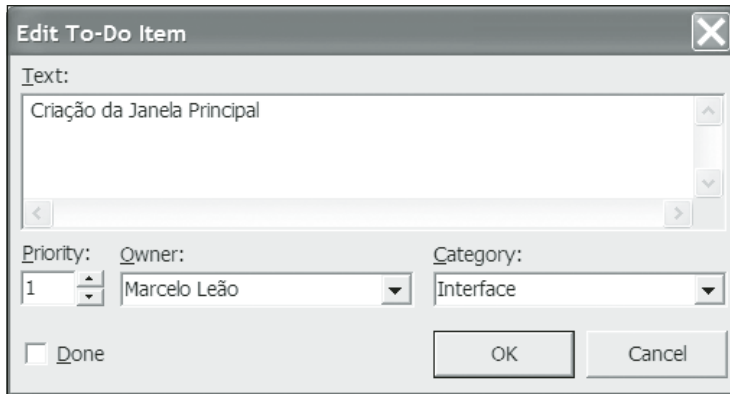 Edit To-Do Item
Text:
Criação da Janela Principal
Priority: Owner: Category:
1 Marcelo Leão Interface
Done OK Cancel